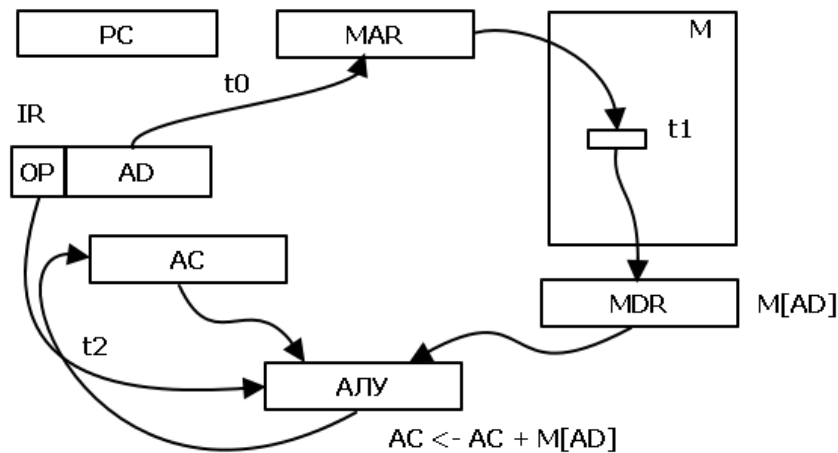 PC
MAR
M
t0
IR
t1
OP
AD
AC
MDR
M[AD]
t2
АЛУ
AC <- AC + M[AD]